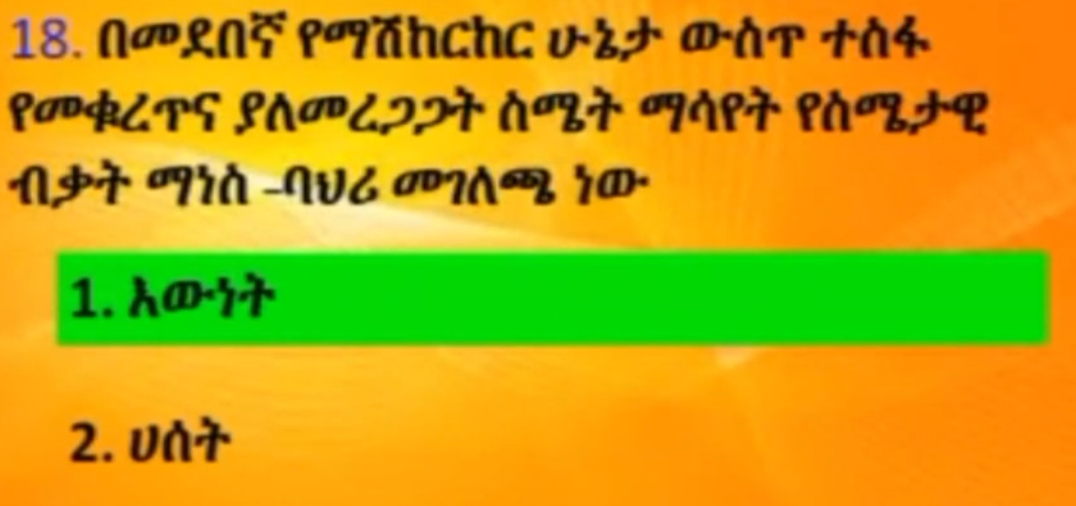 18. በመደበኛ የማሽከርከር ሁኔታ ውስጥ ተስፋ
የመቁረጥና ያለመረጋጋት ስሜት ማሳየት የስሜታዊ
ብቃት ማነስ -ባህሪ መገለጫ ነው
1. እውነት
2. ሀሰት